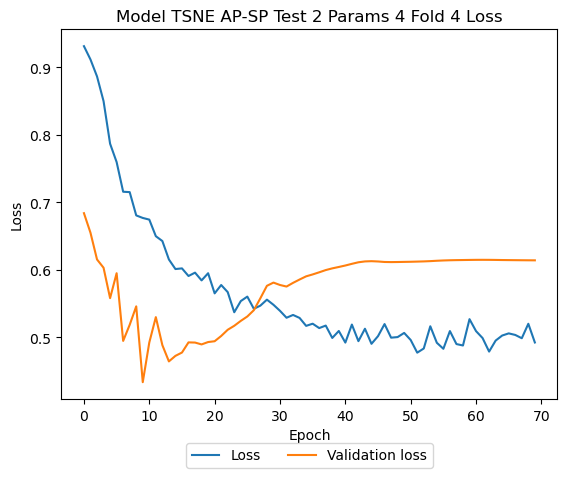 Model TSNE AP-SP Test 2 Params 4 Fold 4 Loss
0.9
0.8
0.7
0.6
0.5
Loss
0 10 20 30 40 50 60 70
Epoch
Loss Validation loss